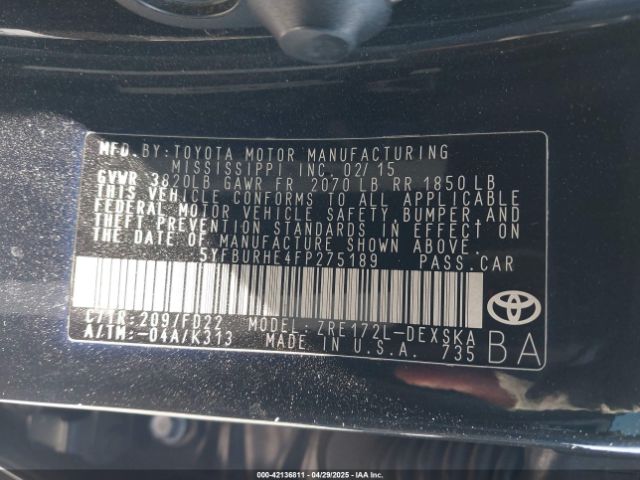 MFD. BY: TOYOTA MOTOR MANUFACTURING
MISSISSIPPI INC. 02/15
GVWR 3820LB GAWR FR 2070 LB RR 1850 LB
THIS VEHICLE CONFORMS TO ALL APPLICABLE
FEDERAL MOTOR VEHICLE SAFETY, BUMPER, AND
THEFT PREVENTION STANDARDS IN EFFECT ON
THE DATE OF MANUFACTURE SHOWN ABOVE.
5YFBURHE4FP275189 PASS.CAR
C/TR: 209/FD22 MODEL: ZRE172L-DEXSKA
A/TM: -04A/K313 MADE IN U.S.A. 735
BA
000-42136811 - 04/29/2025 - IAAI.COM